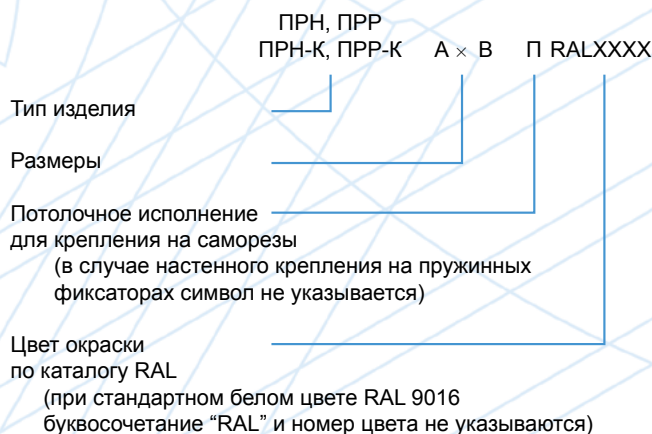 ПРН, ПРР
ПРН-К, ПРР-К А × В П RALXXXX
Тип изделия
Размеры
Потолочное исполнение
для крепления на саморезы
(в случае настенного крепления на пружинных
фиксаторах символ не указывается)
Цвет окраски
по каталогу RAL
(при стандартном белом цвете RAL 9016
буквосочетание “RAL” и номер цвета не указываются)